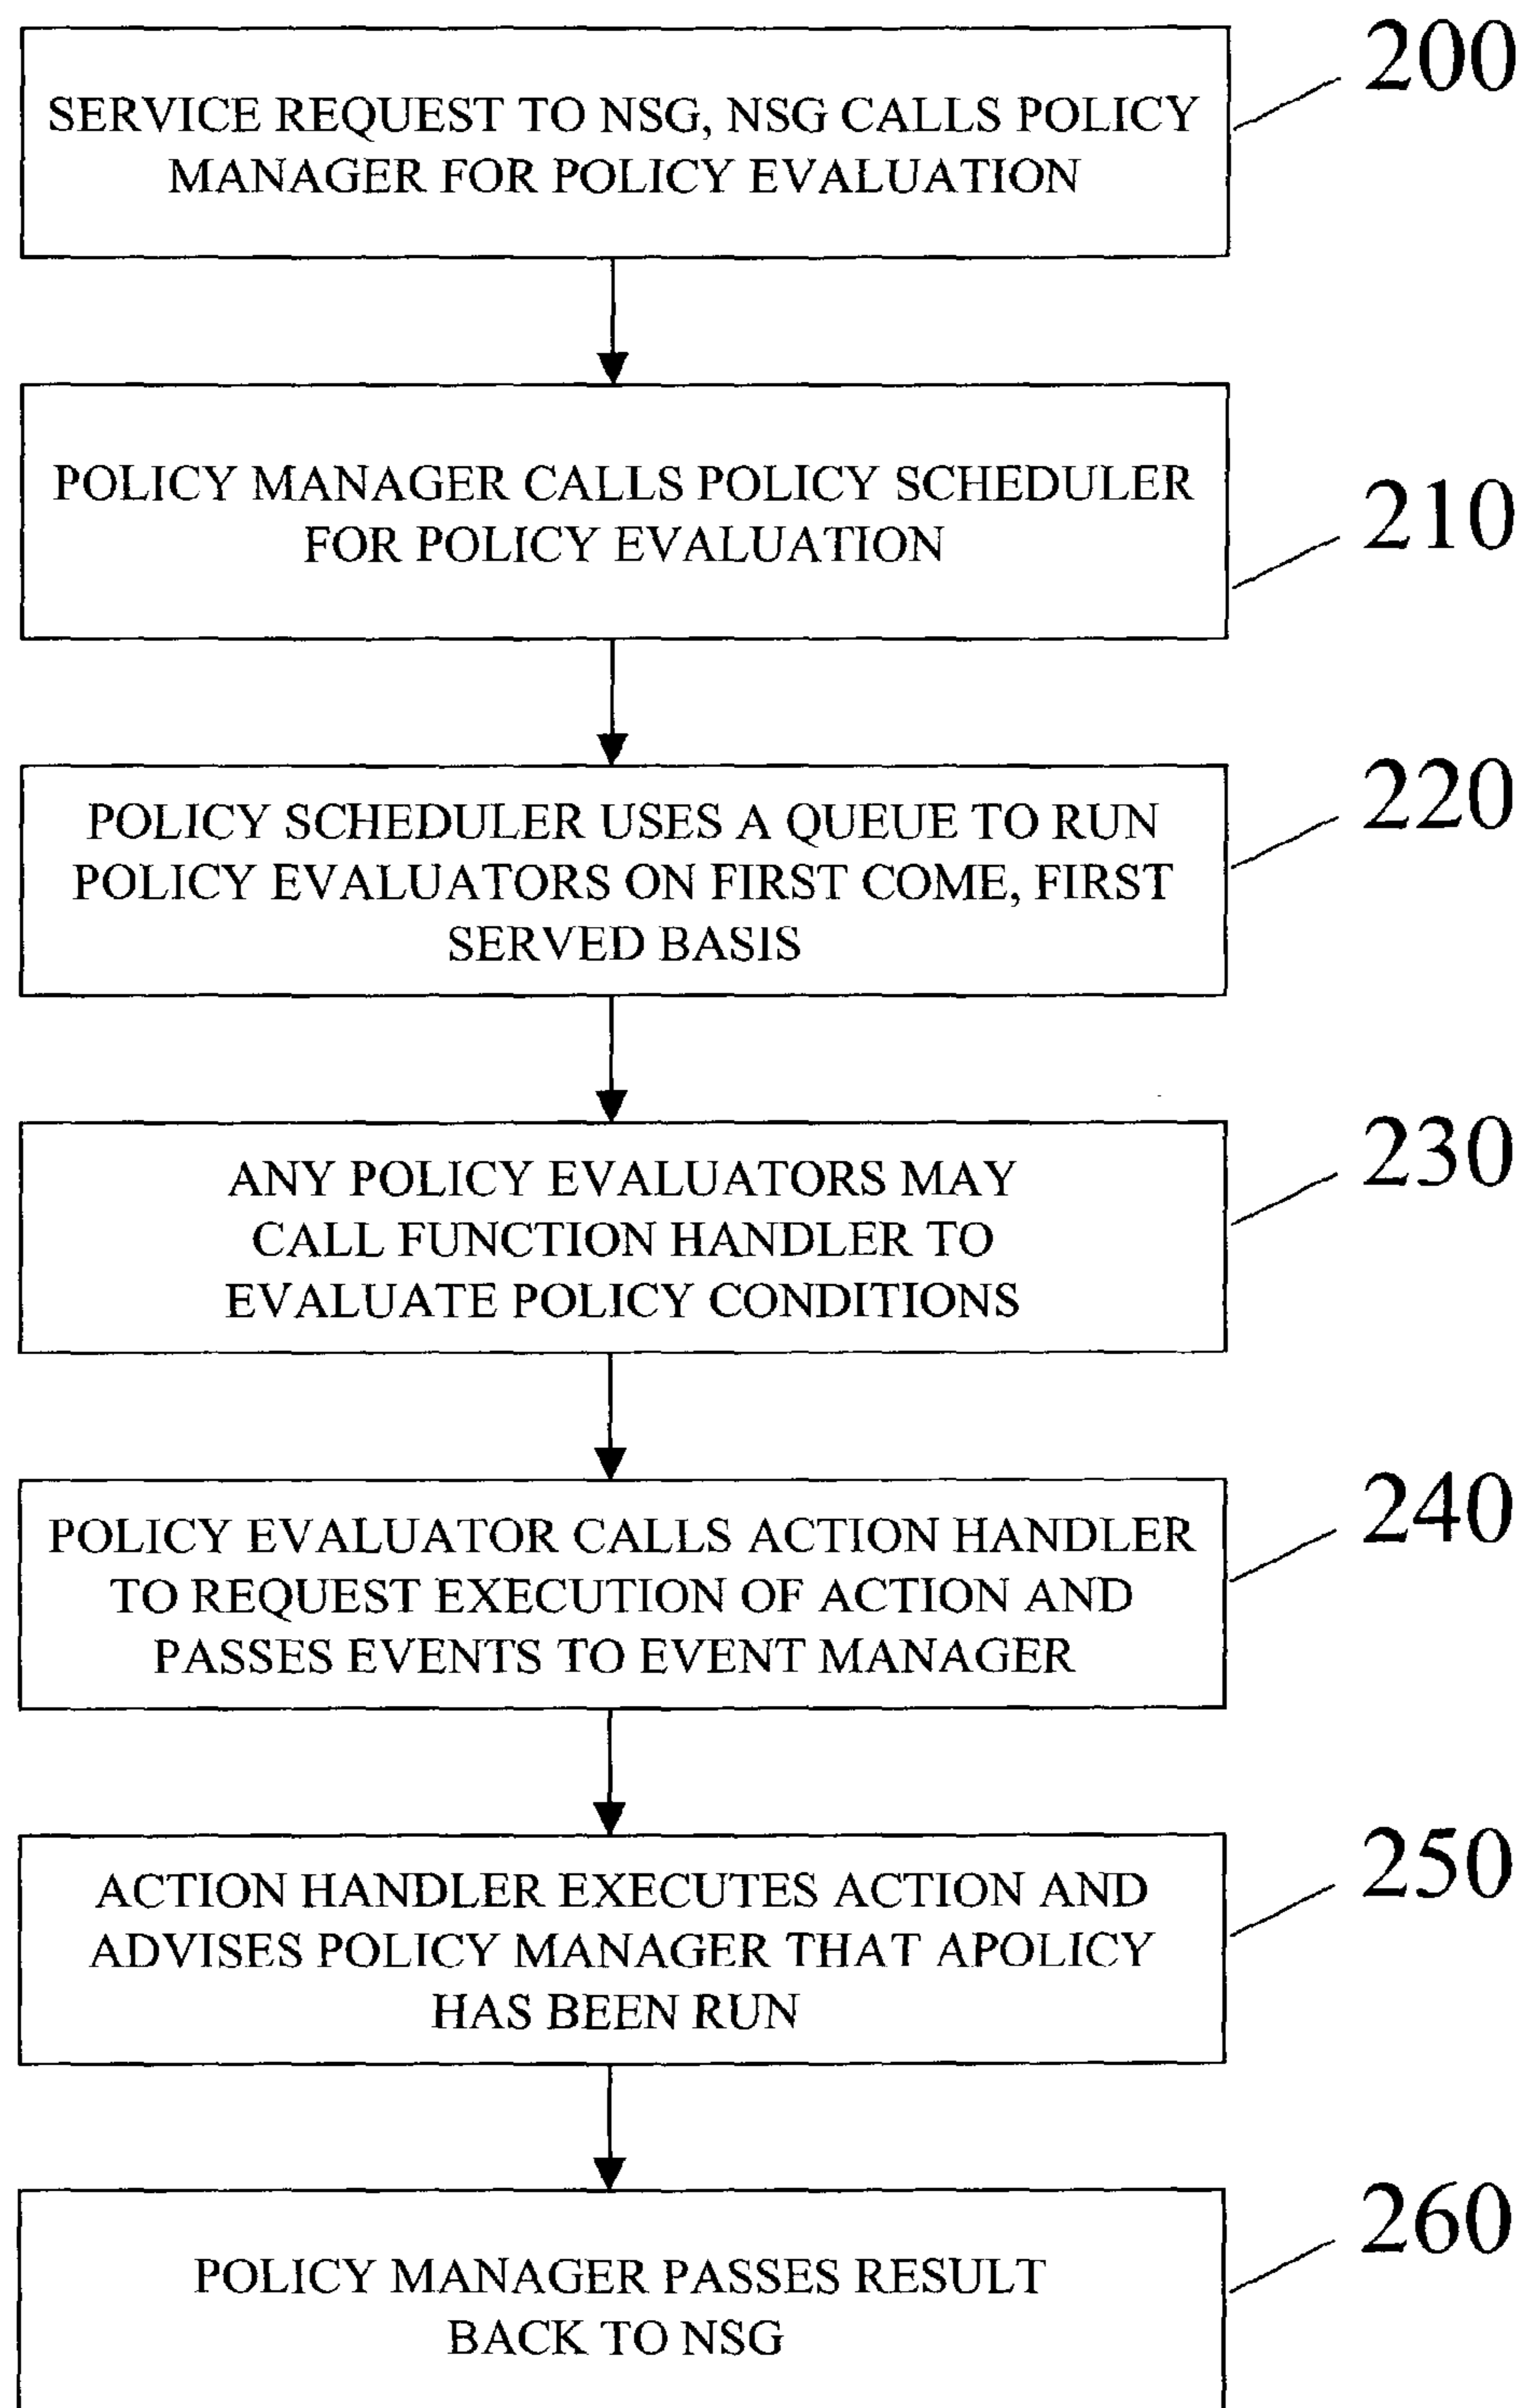 200
SERVICE REQUEST TO NSG, NSG CALLS POLICY
MANAGER FOR POLICY EVALUATION
POLICY MANAGER CALLS POLICY SCHEDULER
FOR POLICY EVALUATION
210
220
POLICY SCHEDULER USES A QUEUE TO RUN
POLICY EVALUATORS ON FIRST COME, FIRST
SERVED BASIS
230
ANY POLICY EVALUATORS MAY
CALL FUNCTION HANDLER TO
EVALUATE POLICY CONDITIONS
240
POLICY EVALUATOR CALLS ACTION HANDLER
TO REQUEST EXECUTION OF ACTION AND
PASSES EVENTS TO EVENT MANAGER
250
ACTION HANDLER EXECUTES ACTION AND
ADVISES POLICY MANAGER THAT APOLICY
HAS BEEN RUN
260
POLICY MANAGER PASSES RESULT
BACK TO NSG